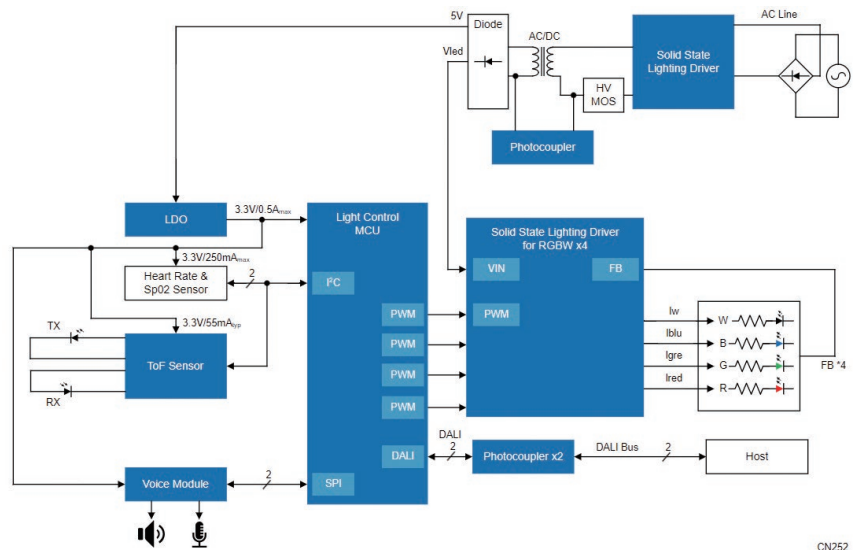 5V
Diode
Vled
AC/DC
Solid State
Lighting Driver
AC Line
HV
MOS
Photocoupler
LDO
3.3V/0.5Amax
Light Control
MCU
Solid State Lighting Driver
for RGBW x4
3.3V/250mAmax
Heart Rate &
Sp02 Sensor
2
I²C
VIN
FB
TX
3.3V/55mAtyp
ToF Sensor
RX
PWM
PWM
PWM
PWM
PWM
Iw
W
Iblu
B
Igre
G
Ired
R
FB *4
DALI
DALI
2
Photocoupler x2
DALI Bus
2
Host
Voice Module
2
SPI
CN252